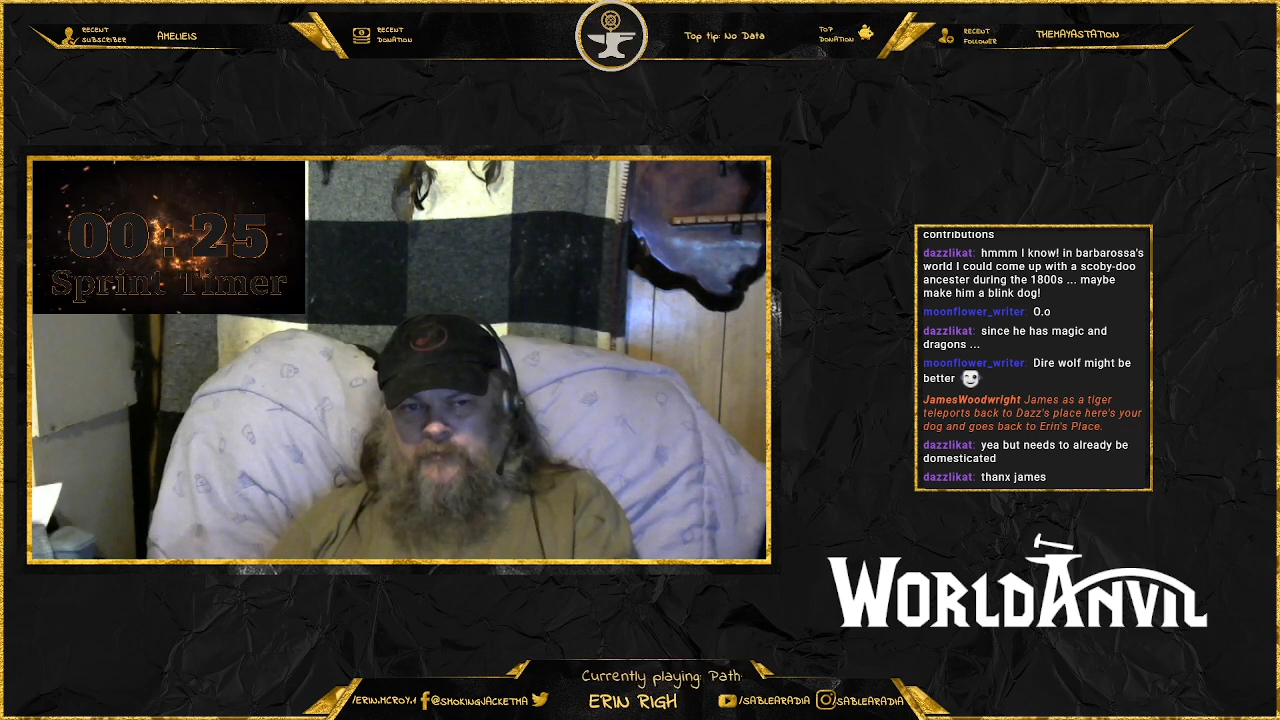 RECENT
SUBSCRIBER
AMELIEIS
RECENT
DONATION
Top tip: No Data
TOP
DONATION
RECENT
FOLLOWER
THEMAYASTATION
00:25
Sprint Timer
contributions
dazzlikat: hmmm I know! in barbarossa's
world I could come up with a scoby-doo
ancester during the 1800s ... maybe
make him a blink dog!
moonflower_writer: O.o
dazzlikat: since he has magic and
dragons ...
moonflower_writer: Dire wolf might be
better
JamesWoodwright James as a tiger
teleports back to Dazz's place here's your
dog and goes back to Erin's Place.
dazzlikat: yea but needs to already be
domesticated
dazzlikat: thanx james
WORLDANVIL
Currently playing: Path
/ERIN.MCROY.1
@SMOKINGJACKETMA
ERIN RIGH
/SABLEARADIA
/SABLEARADIA